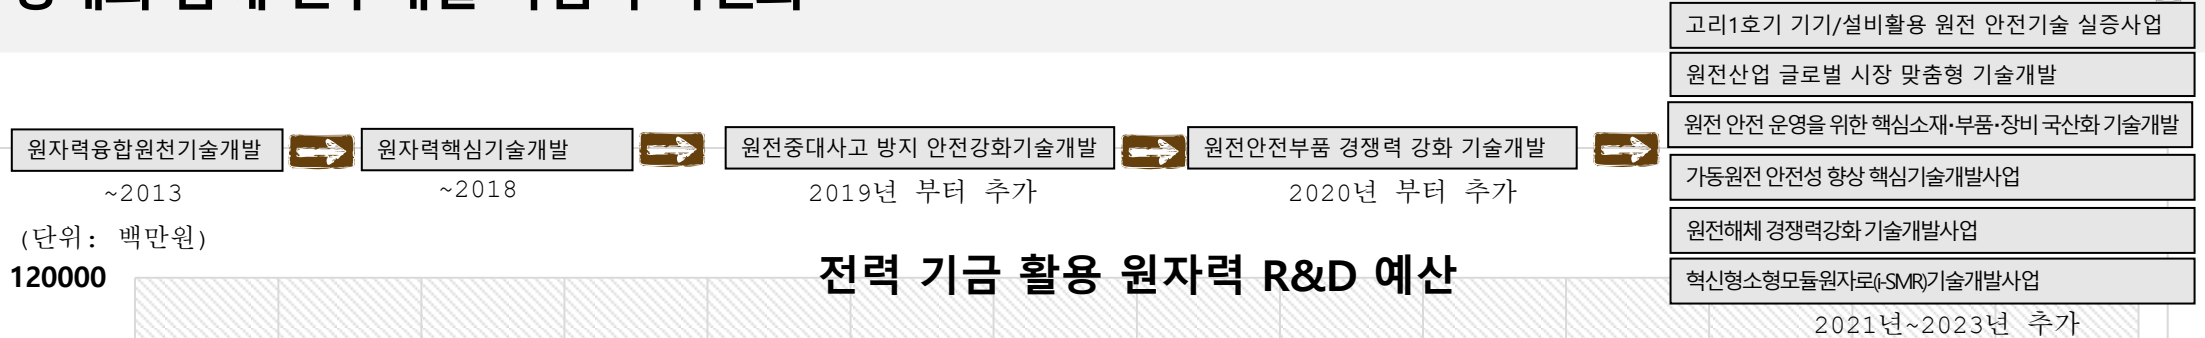 고리1호기 기기/설비활용 원전 안전기술 실증사업
원전산업 글로벌 시장 맞춤형 기술개발
원전 안전 운영을 위한 핵심소재•부품•장비 국산화 기술개발
원자력융합원천기술개발
원자력핵심기술개발
원전중대사고 방지 안전강화기술개발
원전안전부품 경쟁력 강화 기술개발
가동원전 안전성 향상 핵심기술개발사업
~2013
~2018
2019년 부터 추가
2020년 부터 추가
원전해체 경쟁력강화 기술개발사업
(단위: 백만원)
120000
전력 기금 활용 원자력 R&D 예산
혁신형소형모듈원자로(i-SMR)기술개발사업
2021년~2023년 추가